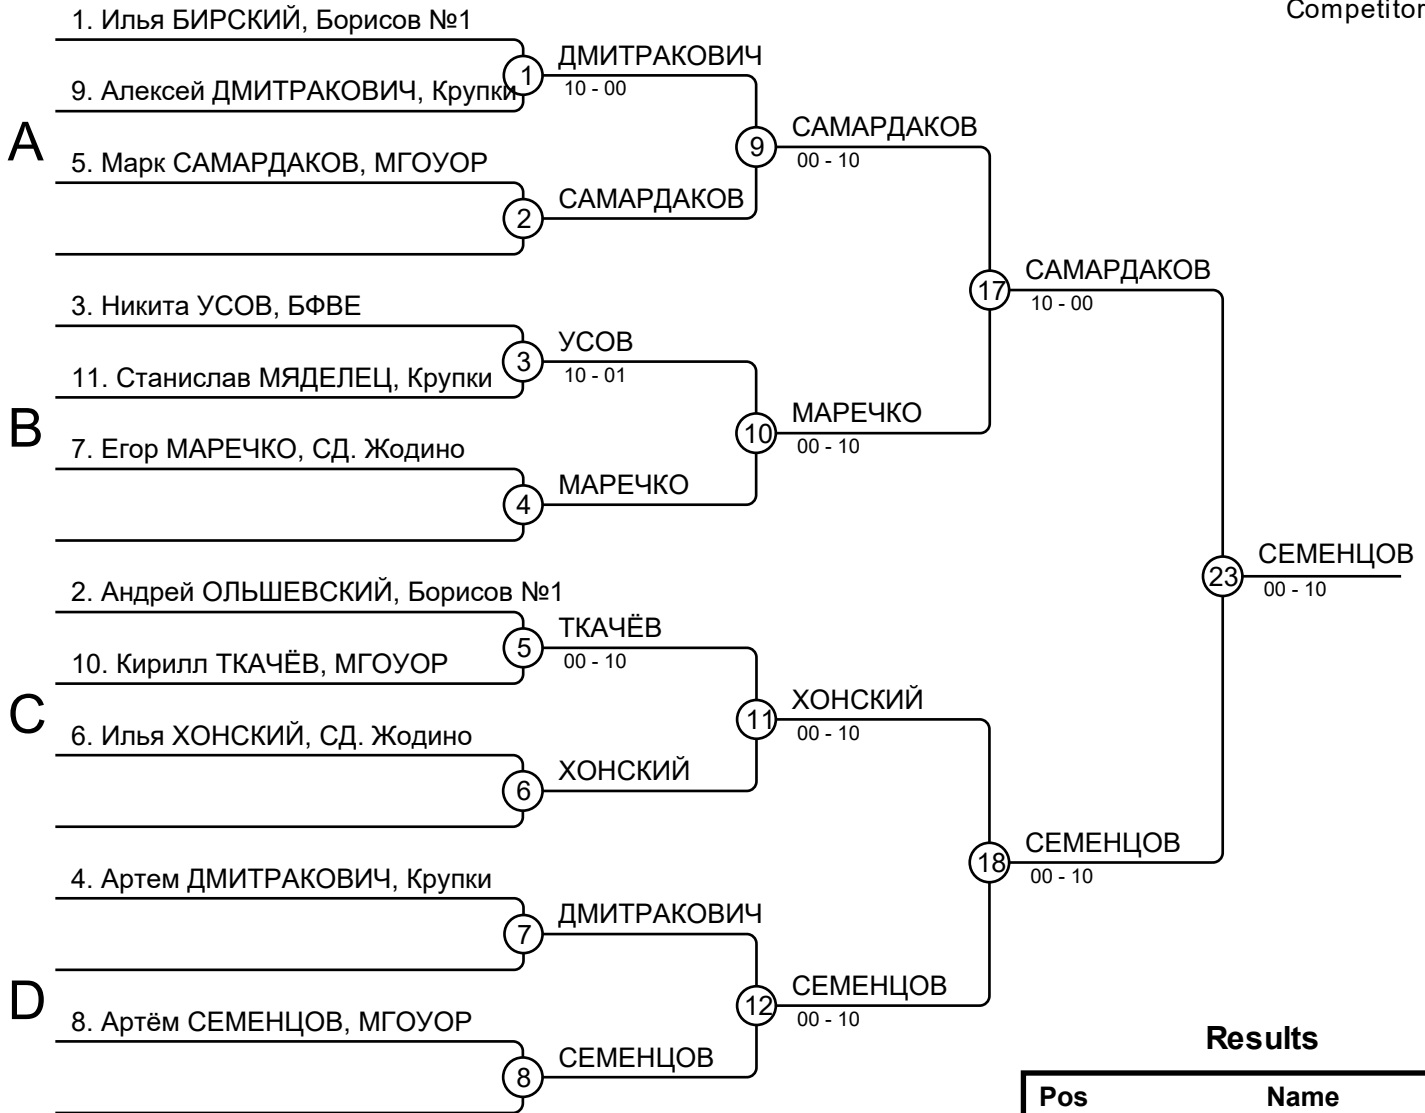 Competitor
1. Илья БИРСКИЙ, Борисов №1
1
ДМИТРАКОВИЧ
10 - 00
9. Алексей ДМИТРАКОВИЧ, Крупки
A
9
САМАРДАКОВ
00 - 10
5. Марк САМАРДАКОВ, МГОУОР
2
САМАРДАКОВ
17
САМАРДАКОВ
10 - 00
3. Никита УСОВ, БФВЕ
3
УСОВ
10 - 01
11. Станислав МЯДЕЛЕЦ, Крупки
B
10
МАРЕЧКО
00 - 10
7. Егор МАРЕЧКО, СД. Жодино
4
МАРЕЧКО
23
СЕМЕНЦОВ
00 - 10
2. Андрей ОЛЬШЕВСКИЙ, Борисов №1
5
ТКАЧЁВ
00 - 10
10. Кирилл ТКАЧЁВ, МГОУОР
C
11
ХОНСКИЙ
00 - 10
6. Илья ХОНСКИЙ, СД. Жодино
6
ХОНСКИЙ
18
СЕМЕНЦОВ
00 - 10
4. Артем ДМИТРАКОВИЧ, Крупки
7
ДМИТРАКОВИЧ
D
12
СЕМЕНЦОВ
00 - 10
8. Артём СЕМЕНЦОВ, МГОУОР
8
СЕМЕНЦОВ
Results
Pos Name